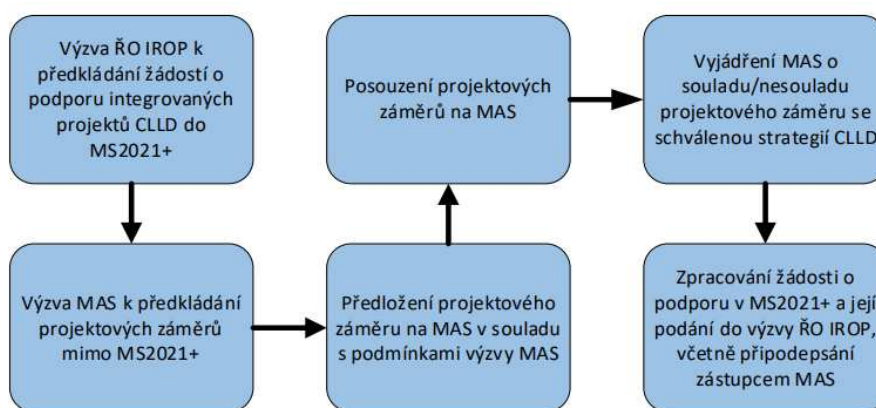 Výzva ŘO IROP k
předkládání žádostí o
podporu integrovaných
projektů CLLD do
MS2021+
Výzva MAS k předkládání
projektových záměrů
mimo MS2021+
Předložení projektového
záměru na MAS v souladu
s podmínkami výzvy MAS
Posouzení projektových
záměrů na MAS
Vyjádření MAS o
souladu/nesouladu
projektového záměru se
schválenou strategií CLLD
Zpracování žádosti o
podporu v MS2021+ a její
podání do výzvy ŘO IROP,
včetně připodepsání
zástupcem MAS